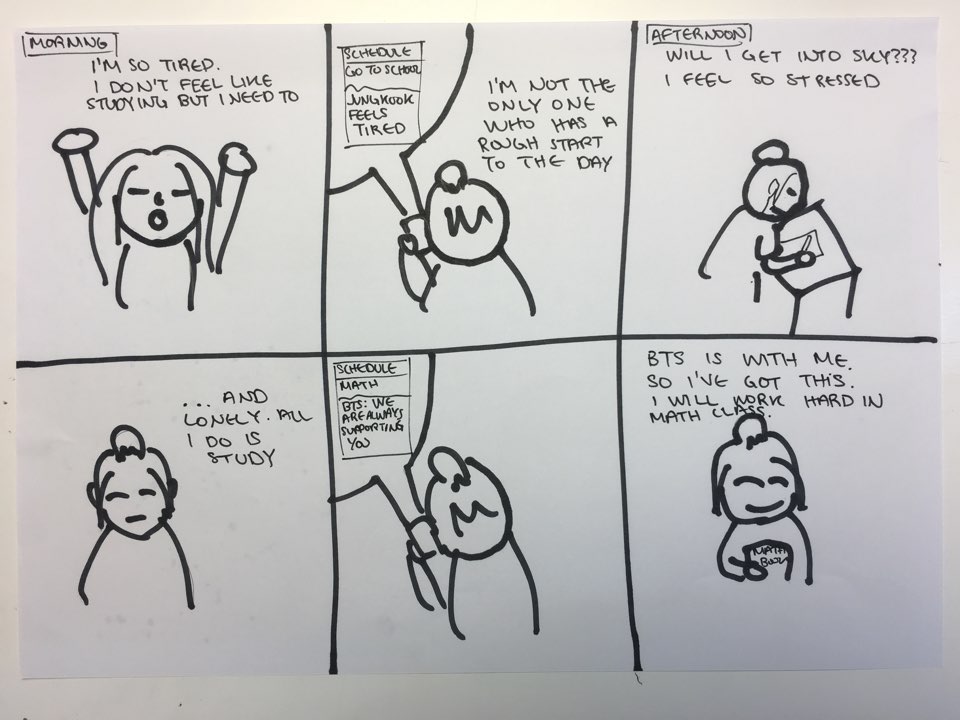 MORNING
I'M SO TIRED.
I DON'T FEEL LIKE
STUDYING BUT I NEED TO
SCHEDULE
GO TO SCHOOL
JUNGKOOK
FEELS
TIRED
I'M NOT THE
ONLY ONE
WHO HAS A
ROUGH START
TO THE DAY
AFTERNOON
WILL I GET INTO SKY???
I FEEL SO STRESSED
... AND
LONELY. ALL
I DO IS
STUDY
SCHEDULE
MATH
BTS: WE
ARE ALWAYS
SUPPORTING
YOU
BTS IS WITH ME.
SO I'VE GOT THIS.
I WILL WORK HARD IN
MATH CLASS.
MATH
BOOK